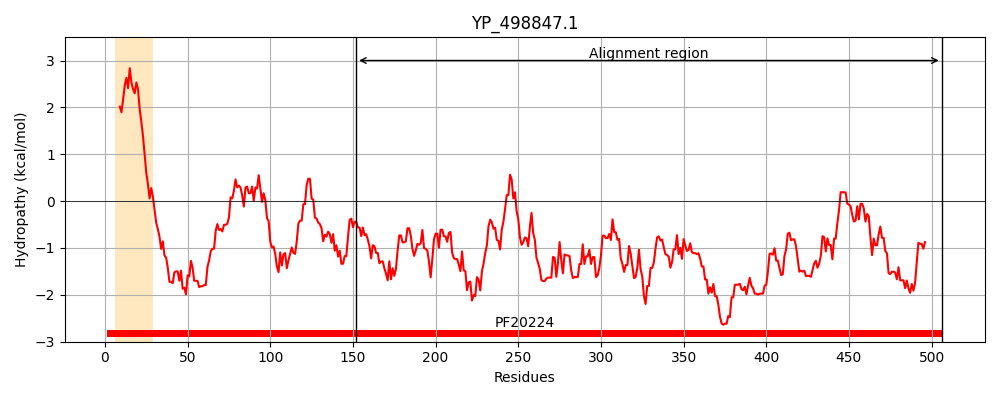 YP_498847.1
Alignment region
Hydropathy (kcal/mol)
3
2
1
0
−1
−2
−3
PF20224
0 50 100 150 200 250 300 350 400 450 500
Residues